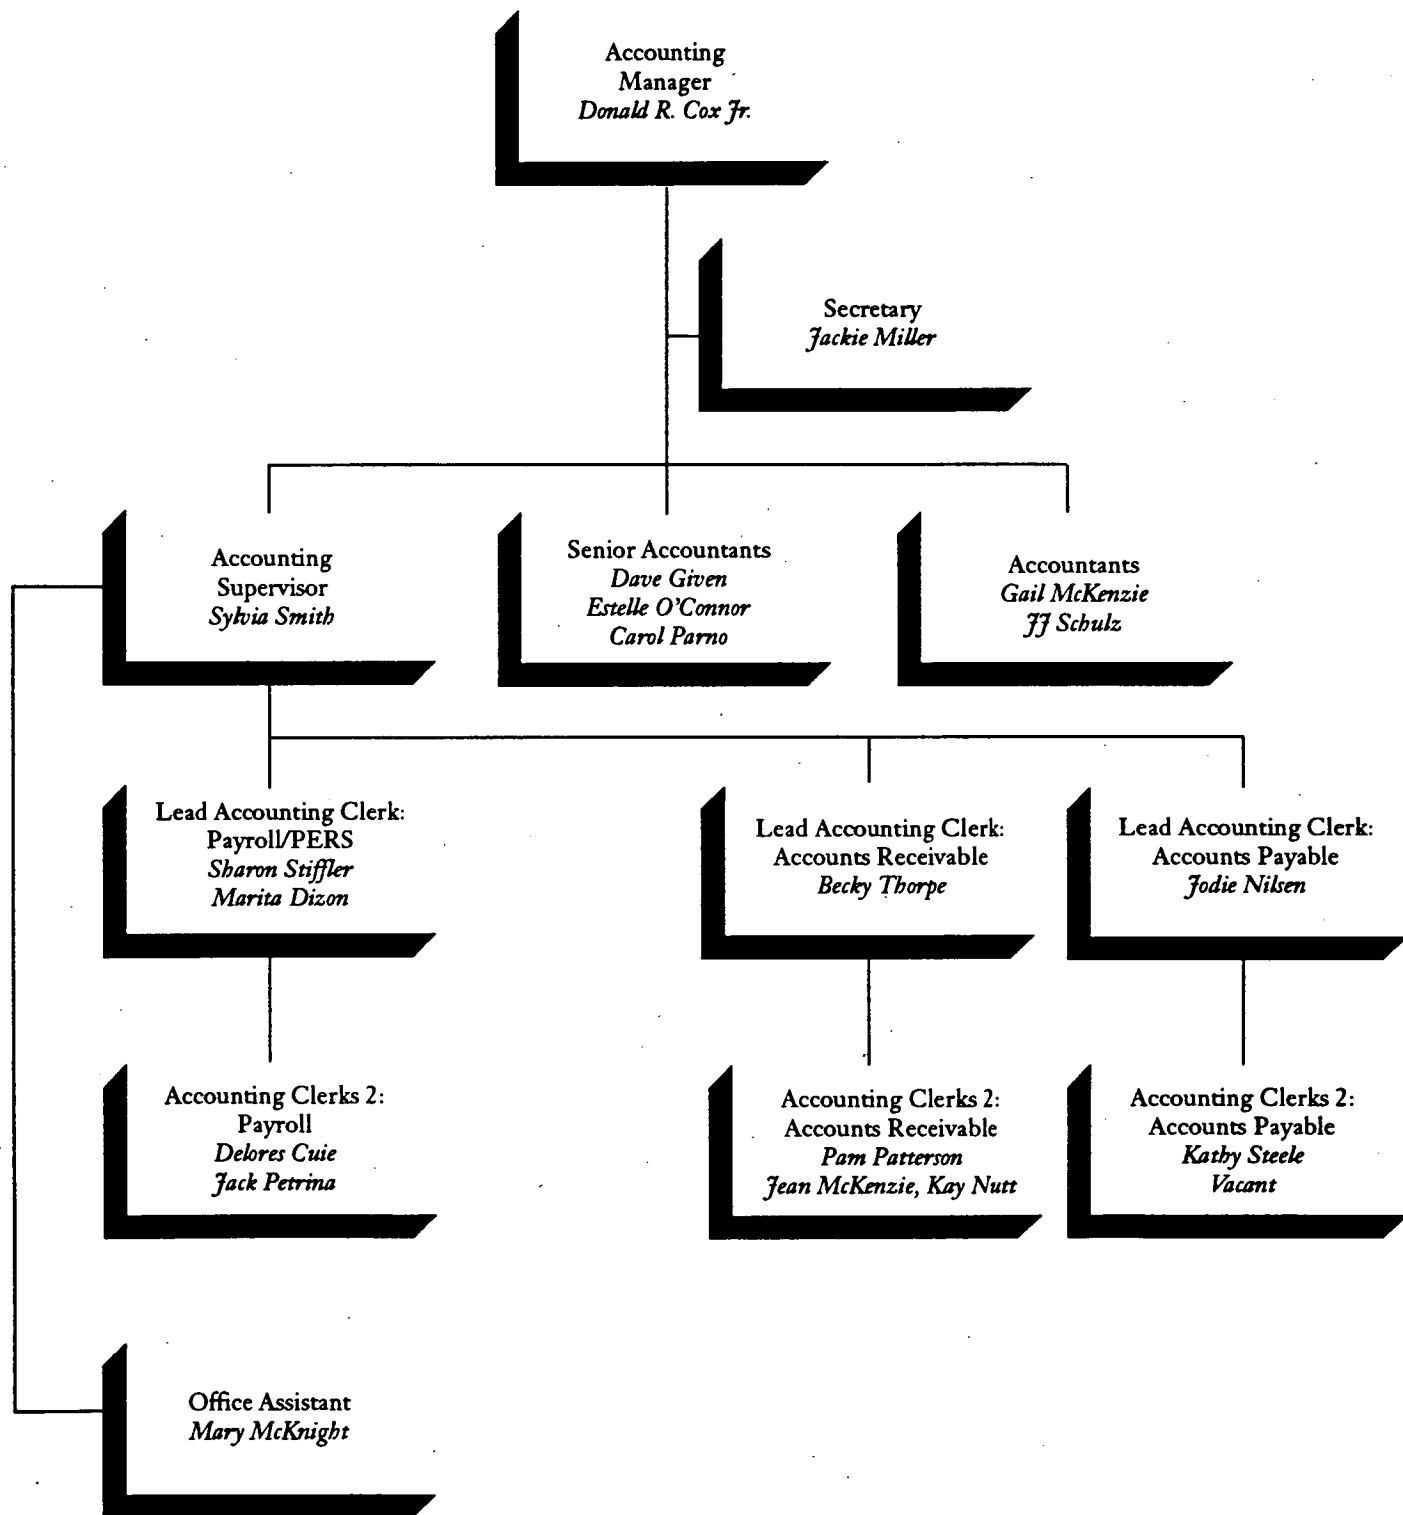 Accounting
Manager
Donald R. Cox Jr.
Secretary
Jackie Miller
Accounting
Supervisor
Sylvia Smith
Senior Accountants
Dave Given
Estelle O'Connor
Carol Parno
Accountants
Gail McKenzie
JJ Schulz
Lead Accounting Clerk:
Payroll/PERS
Sharon Stiffler
Marita Dizon
Lead Accounting Clerk:
Accounts Receivable
Becky Thorpe
Lead Accounting Clerk:
Accounts Payable
Jodie Nilsen
Accounting Clerks 2:
Payroll
Delores Cuie
Jack Petrina
Accounting Clerks 2:
Accounts Receivable
Pam Patterson
Jean McKenzie, Kay Nutt
Accounting Clerks 2:
Accounts Payable
Kathy Steele
Vacant
Office Assistant
Mary McKnight